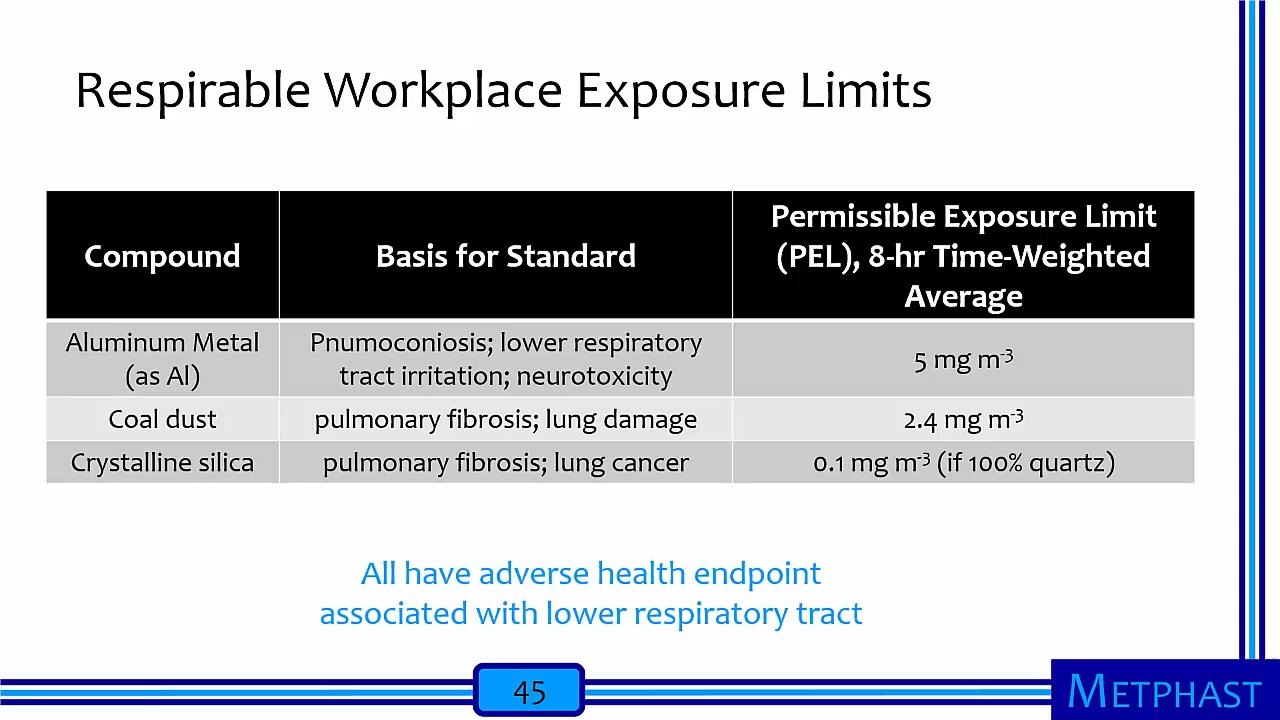 Respirable Workplace Exposure Limits
Compound
Basis for Standard
Permissible Exposure Limit
(PEL), 8-hr Time-Weighted
Average
Aluminum Metal
(as Al)
Pnumoconiosis; lower respiratory
tract irritation; neurotoxicity
5 mg m⁻³
Coal dust
pulmonary fibrosis; lung damage
2.4 mg m⁻³
Crystalline silica
pulmonary fibrosis; lung cancer
0.1 mg m⁻³ (if 100% quartz)
All have adverse health endpoint
associated with lower respiratory tract
45
METPHAST